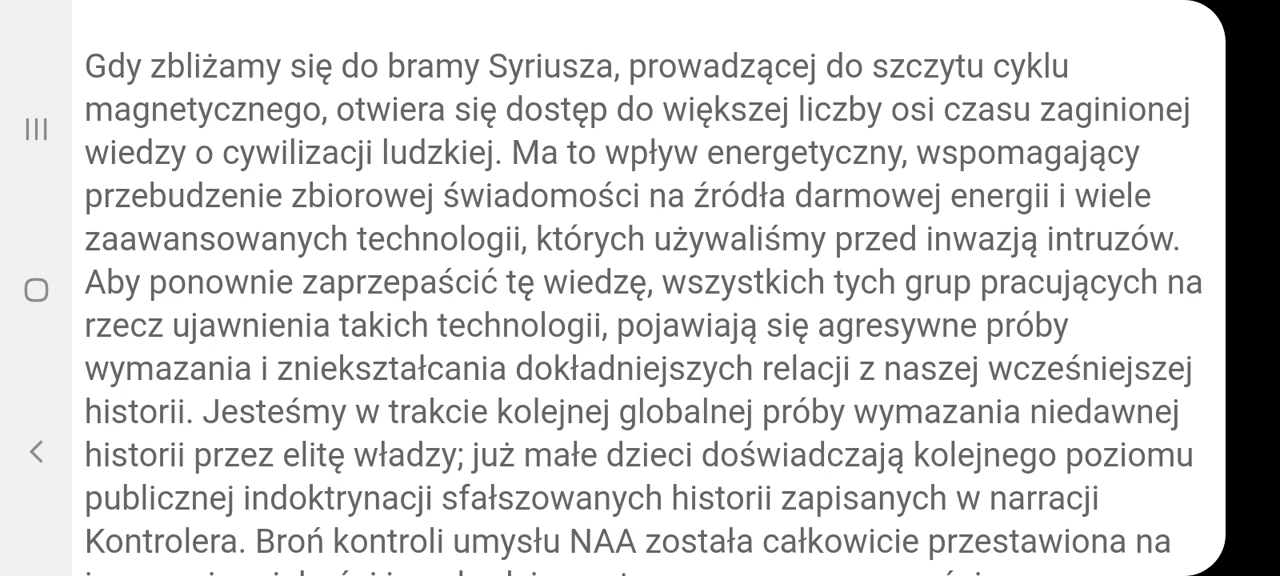 Gdy zbliżamy się do bramy Syriusza, prowadzącej do szczytu cyklu
magnetycznego, otwiera się dostęp do większej liczby osi czasu zaginionej
wiedzy o cywilizacji ludzkiej. Ma to wpływ energetyczny, wspomagający
przebudzenie zbiorowej świadomości na źródła darmowej energii i wiele
zaawansowanych technologii, których używaliśmy przed inwazją intruzów.
Aby ponownie zaprzepaścić tę wiedzę, wszystkich tych grup pracujących na
rzecz ujawnienia takich technologii, pojawiają się agresywne próby
wymazania i zniekształcania dokładniejszych relacji z naszej wcześniejszej
historii. Jesteśmy w trakcie kolejnej globalnej próby wymazania niedawnej
historii przez elitę władzy; już małe dzieci doświadczają kolejnego poziomu
publicznej indoktrynacji sfałszowanych historii zapisanych w narracji
Kontrolera. Broń kontroli umysłu NAA została całkowicie przestawiona na